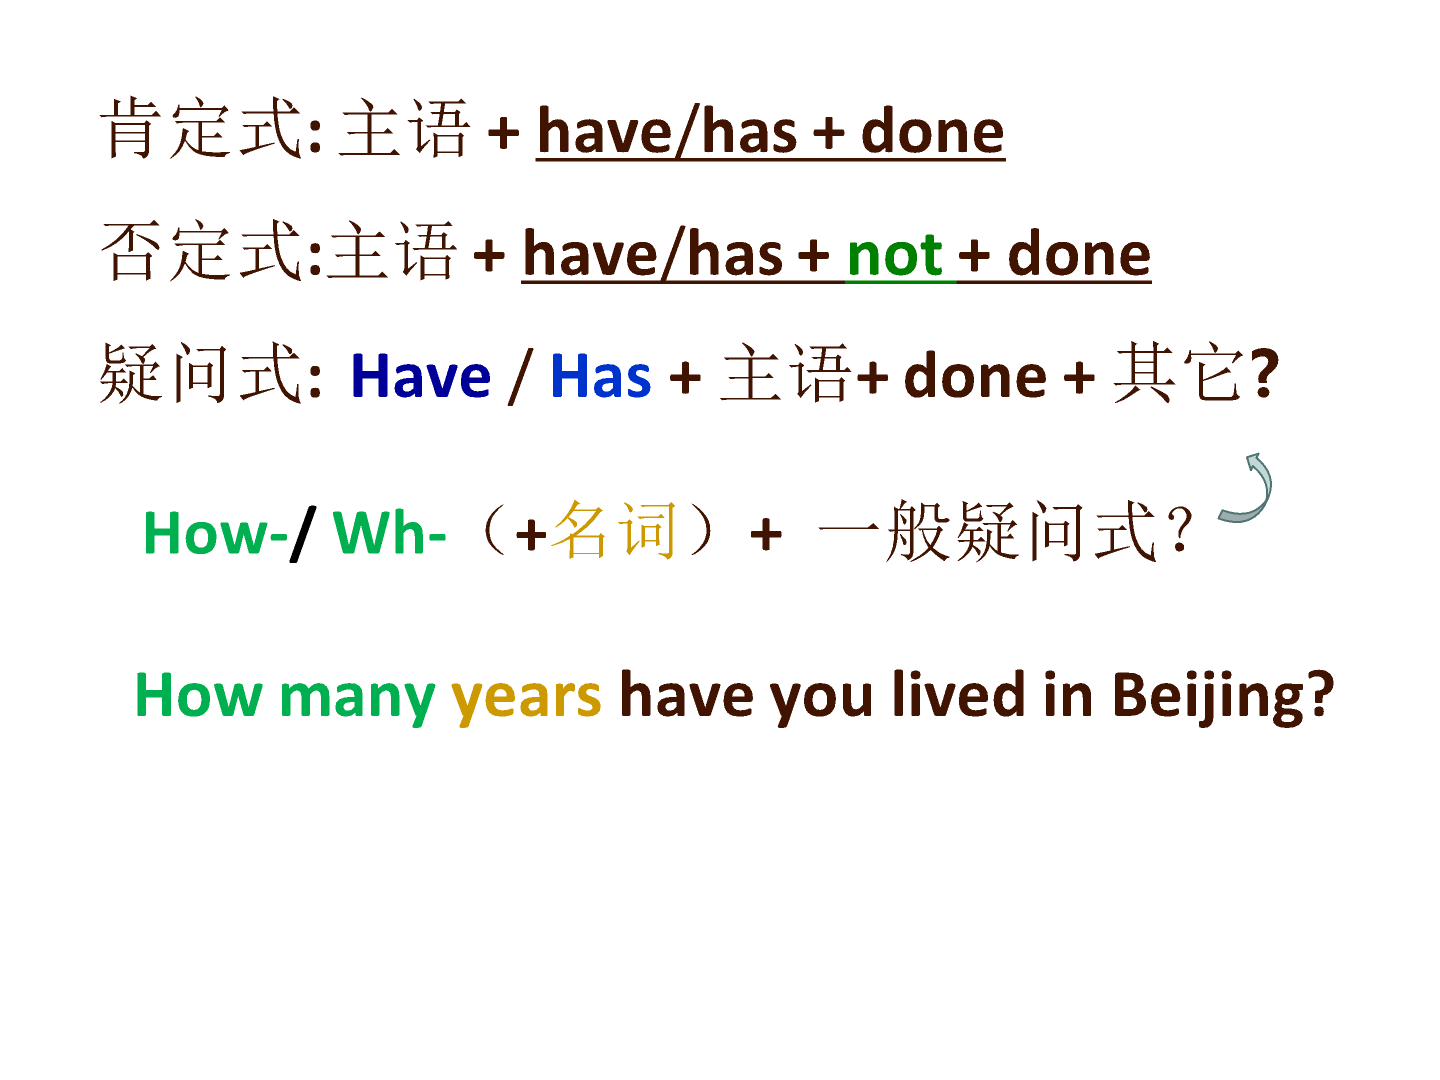 肯定式: 主语 + have/has + done
否定式:主语 + have/has + not + done
疑问式: Have / Has + 主语+ done + 其它?
How-/ Wh-（+名词）+ 一般疑问式？
How many years have you lived in Beijing?